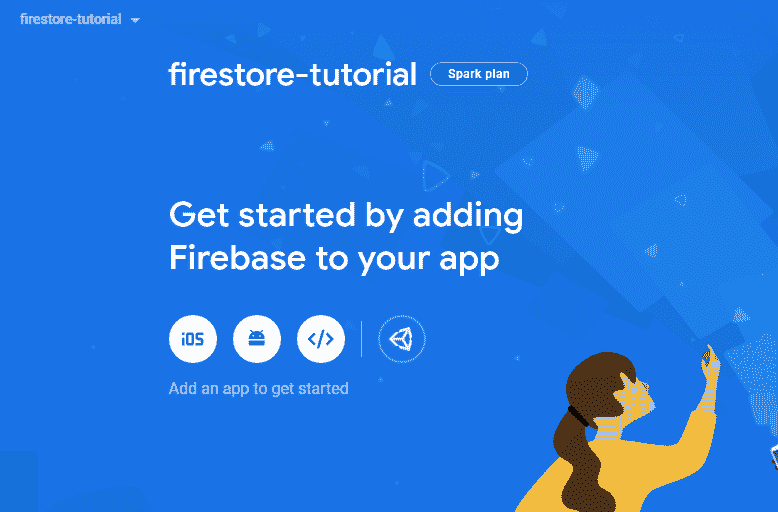 firestore-tutorial
firestore-tutorial Spark plan
Get started by adding
Firebase to your app
iOS
</>
Add an app to get started